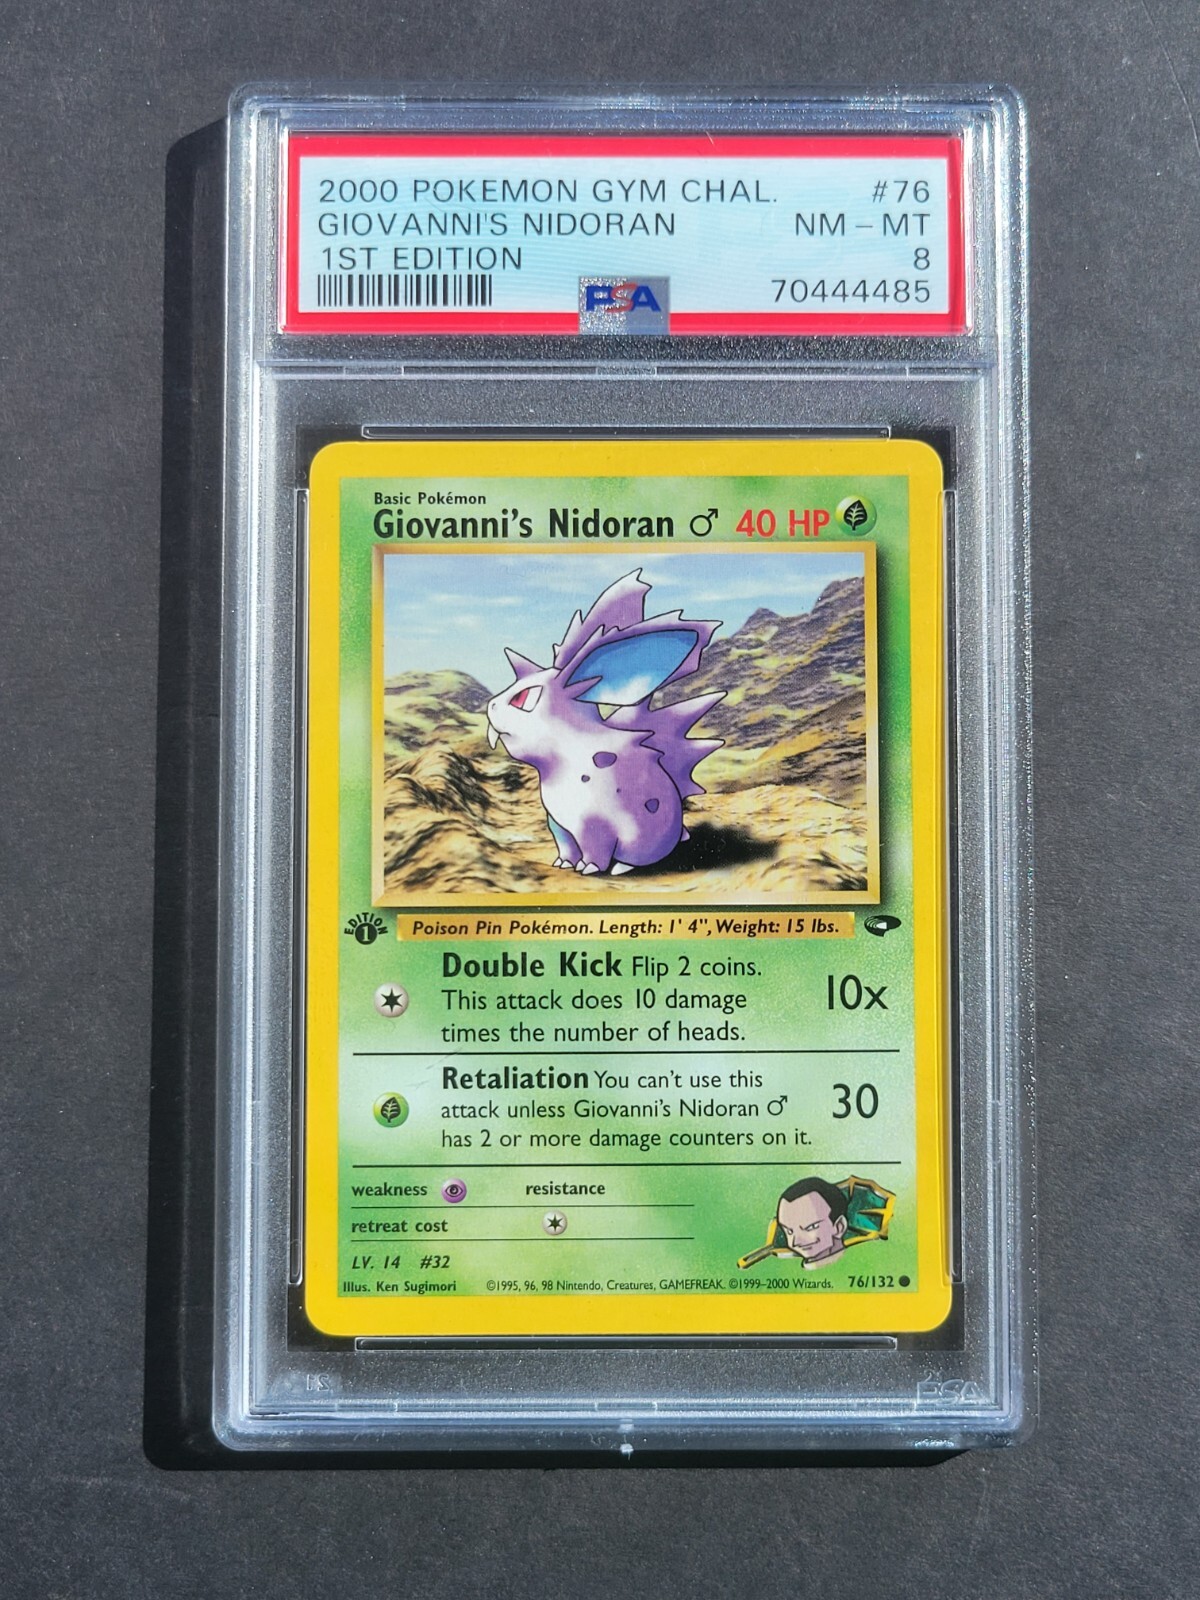 2000 POKEMON GYM CHAL. #76
GIOVANNI'S NIDORAN NM - MT
1ST EDITION 8
70444485
PSA
Basic Pokémon
Giovanni's Nidoran ♂ 40 HP
EDITION 1
Poison Pin Pokémon. Length: 1' 4", Weight: 15 lbs.
Double Kick Flip 2 coins.
This attack does 10 damage
times the number of heads.
10x
Retaliation You can't use this
attack unless Giovanni's Nidoran ♂
has 2 or more damage counters on it.
30
weakness resistance
retreat cost
LV. 14 #32
Illus. Ken Sugimori ©1995, 96, 98 Nintendo, Creatures, GAMEFREAK. ©1999-2000 Wizards. 76/132 ●
PSA